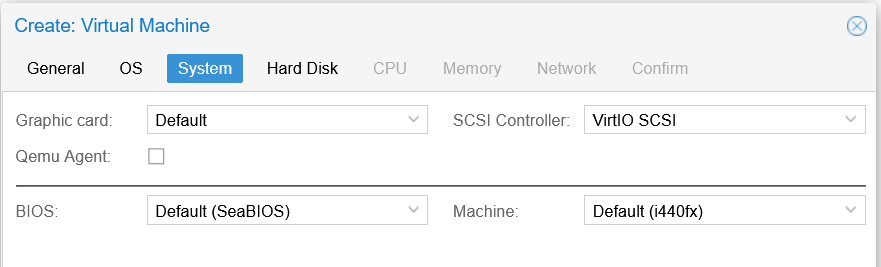 Create: Virtual Machine
General OS System Hard Disk CPU Memory Network Confirm
Graphic card: Default SCSI Controller: VirtIO SCSI
Qemu Agent:
BIOS: Default (SeaBIOS) Machine: Default (i440fx)